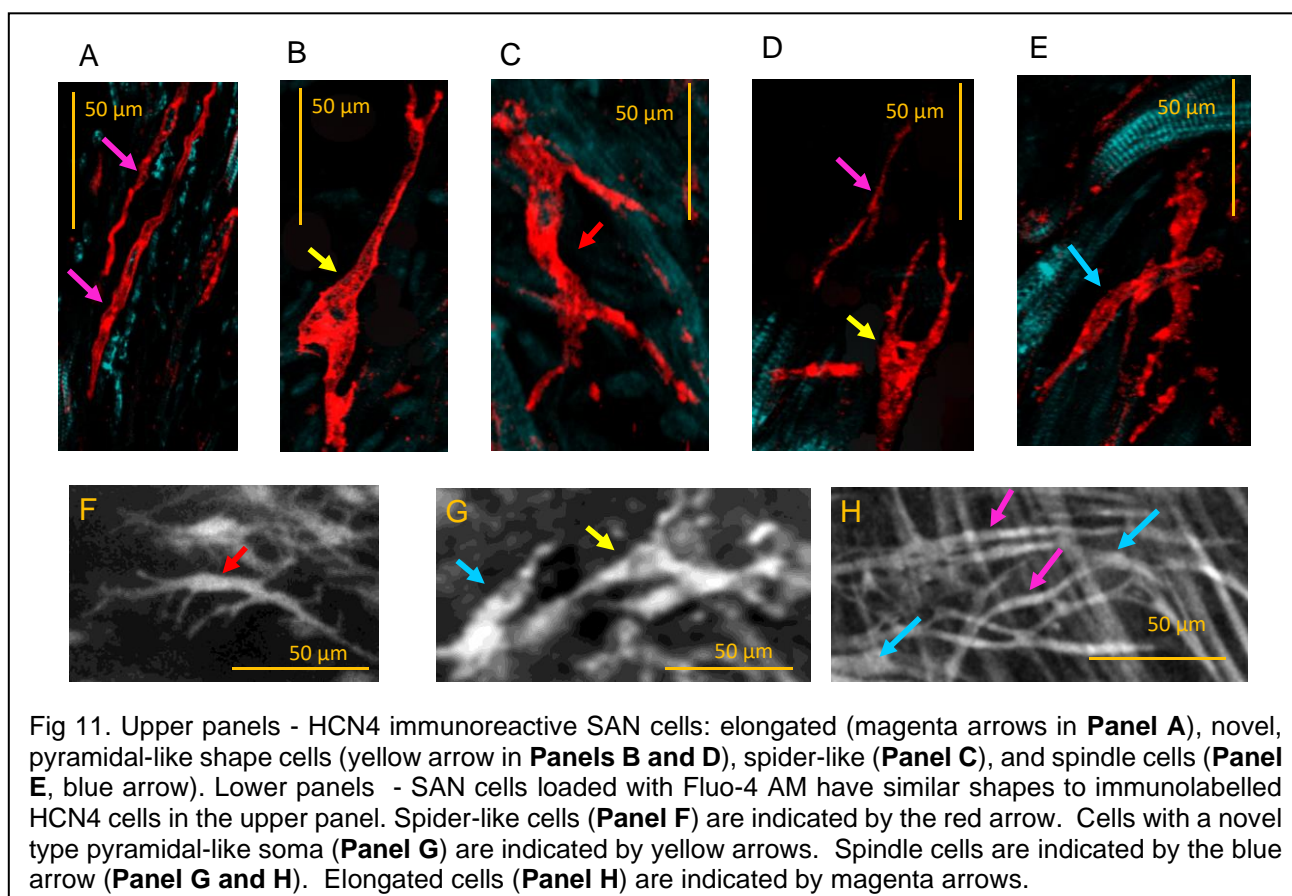 A
B
C
D
E
50 µm
50 µm
50 µm
50 µm
50 µm
F
G
H
50 µm
50 µm
50 µm
Fig 11. Upper panels - HCN4 immunoreactive SAN cells: elongated (magenta arrows in Panel A), novel,
pyramidal-like shape cells (yellow arrow in Panels B and D), spider-like (Panel C), and spindle cells (Panel
E, blue arrow). Lower panels - SAN cells loaded with Fluo-4 AM have similar shapes to immunolabelled
HCN4 cells in the upper panel. Spider-like cells (Panel F) are indicated by the red arrow. Cells with a novel
type pyramidal-like soma (Panel G) are indicated by yellow arrows. Spindle cells are indicated by the blue
arrow (Panel G and H). Elongated cells (Panel H) are indicated by magenta arrows.